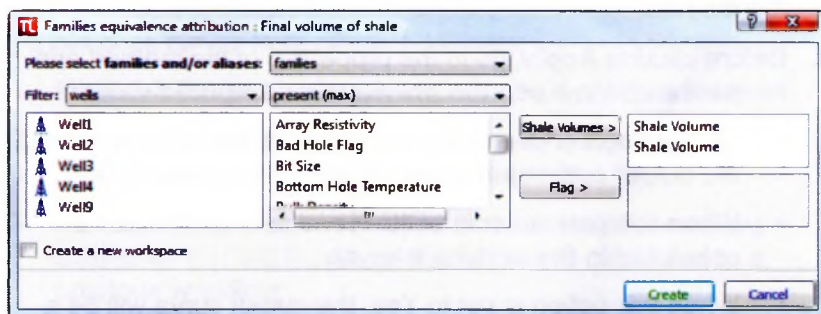 Families equivalence attribution : Final volume of shale
Please select families and/or aliases: families
Filter: wells present (max)
Well1
Well2
Well3
Well4
Well9
Array Resistivity
Bad Hole Flag
Bit Size
Bottom Hole Temperature
Bulk Density
Shale Volumes >
Flag >
Shale Volume
Shale Volume
Create a new workspace
Create Cancel